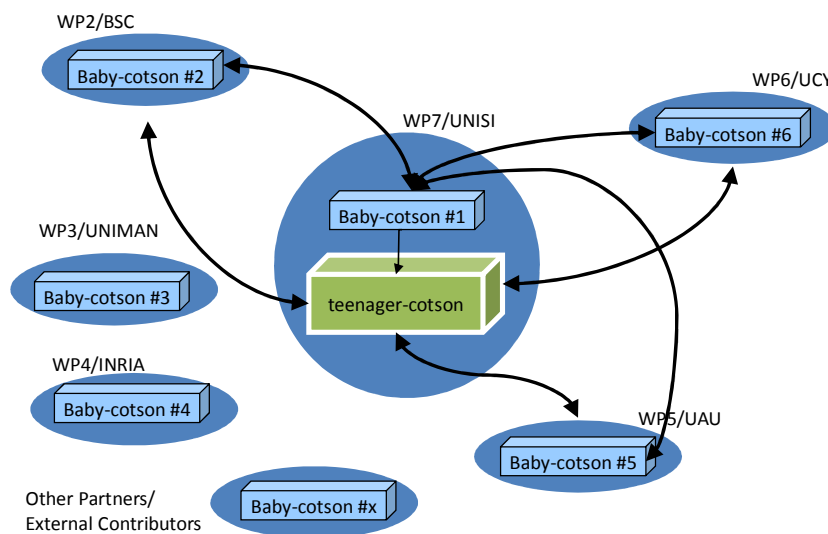 WP2/BSC
Baby-cotson #2
WP6/UCY
Baby-cotson #6
WP7/UNISI
Baby-cotson #1
WP3/UNIMAN
Baby-cotson #3
teenager-cotson
WP4/INRIA
Baby-cotson #4
WP5/UAU
Baby-cotson #5
Other Partners/
External Contributors
Baby-cotson #x